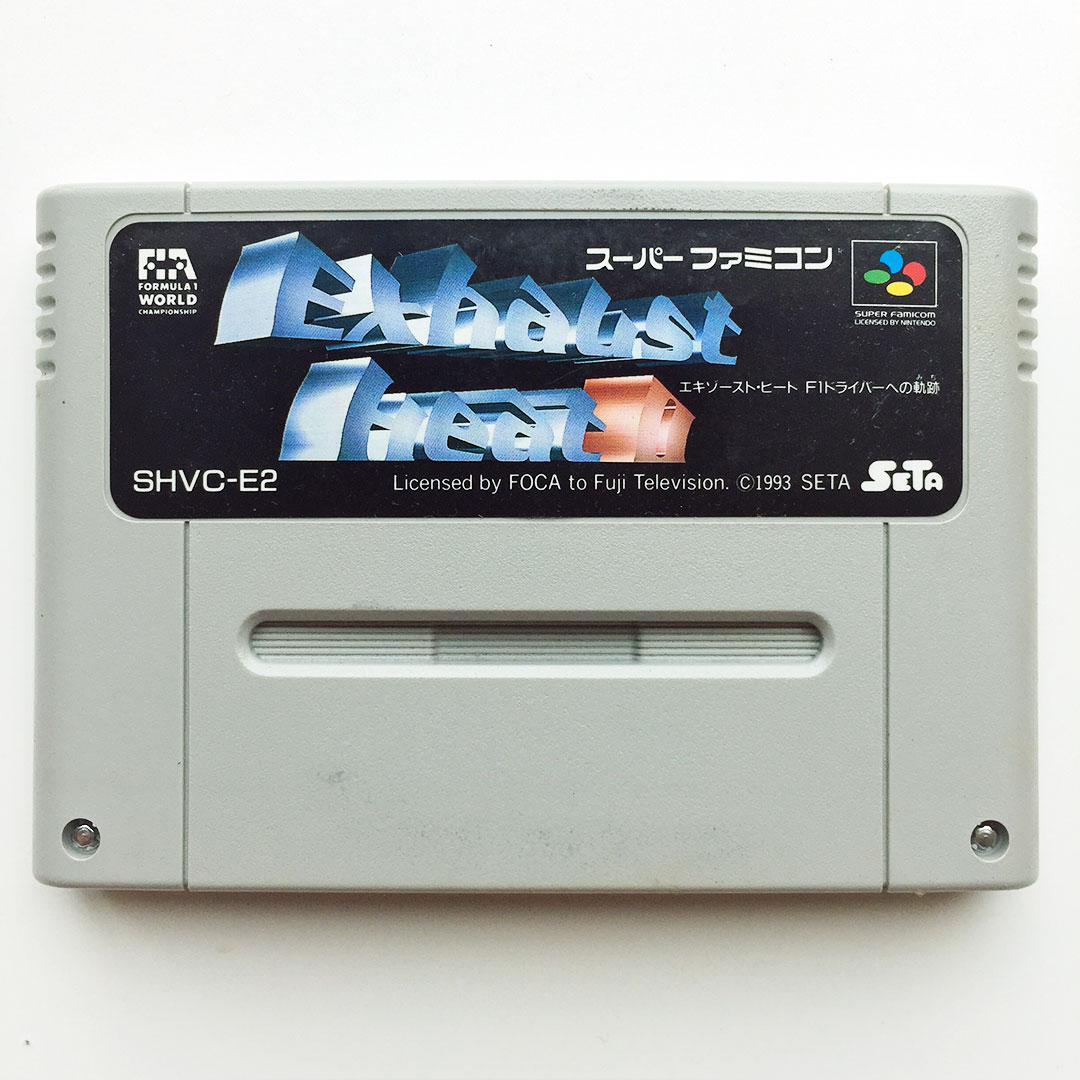 FIA
FORMULA 1
WORLD
CHAMPIONSHIP
Exhaust
Heat
スーパーファミコン
SUPER FAMICOM
LICENSED BY NINTENDO
みち
エキゾースト・ヒート F1ドライバーへの軌跡
SHVC-E2
Licensed by FOCA to Fuji Television. ©1993 SETA
SETA